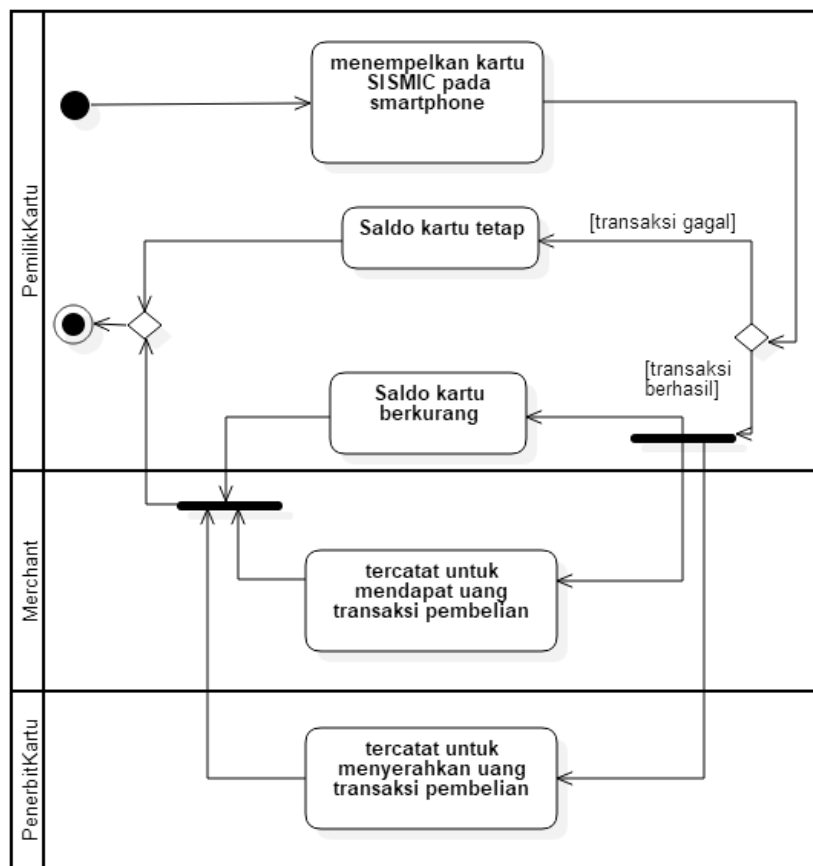 PemilikKartu
menempelkan kartu
SISMIC pada
smartphone
Saldo kartu tetap
[transaksi gagal]
[transaksi
berhasil]
Saldo kartu
berkurang
Merchant
tercatat untuk
mendapat uang
transaksi pembelian
PenerbitKartu
tercatat untuk
menyerahkan uang
transaksi pembelian